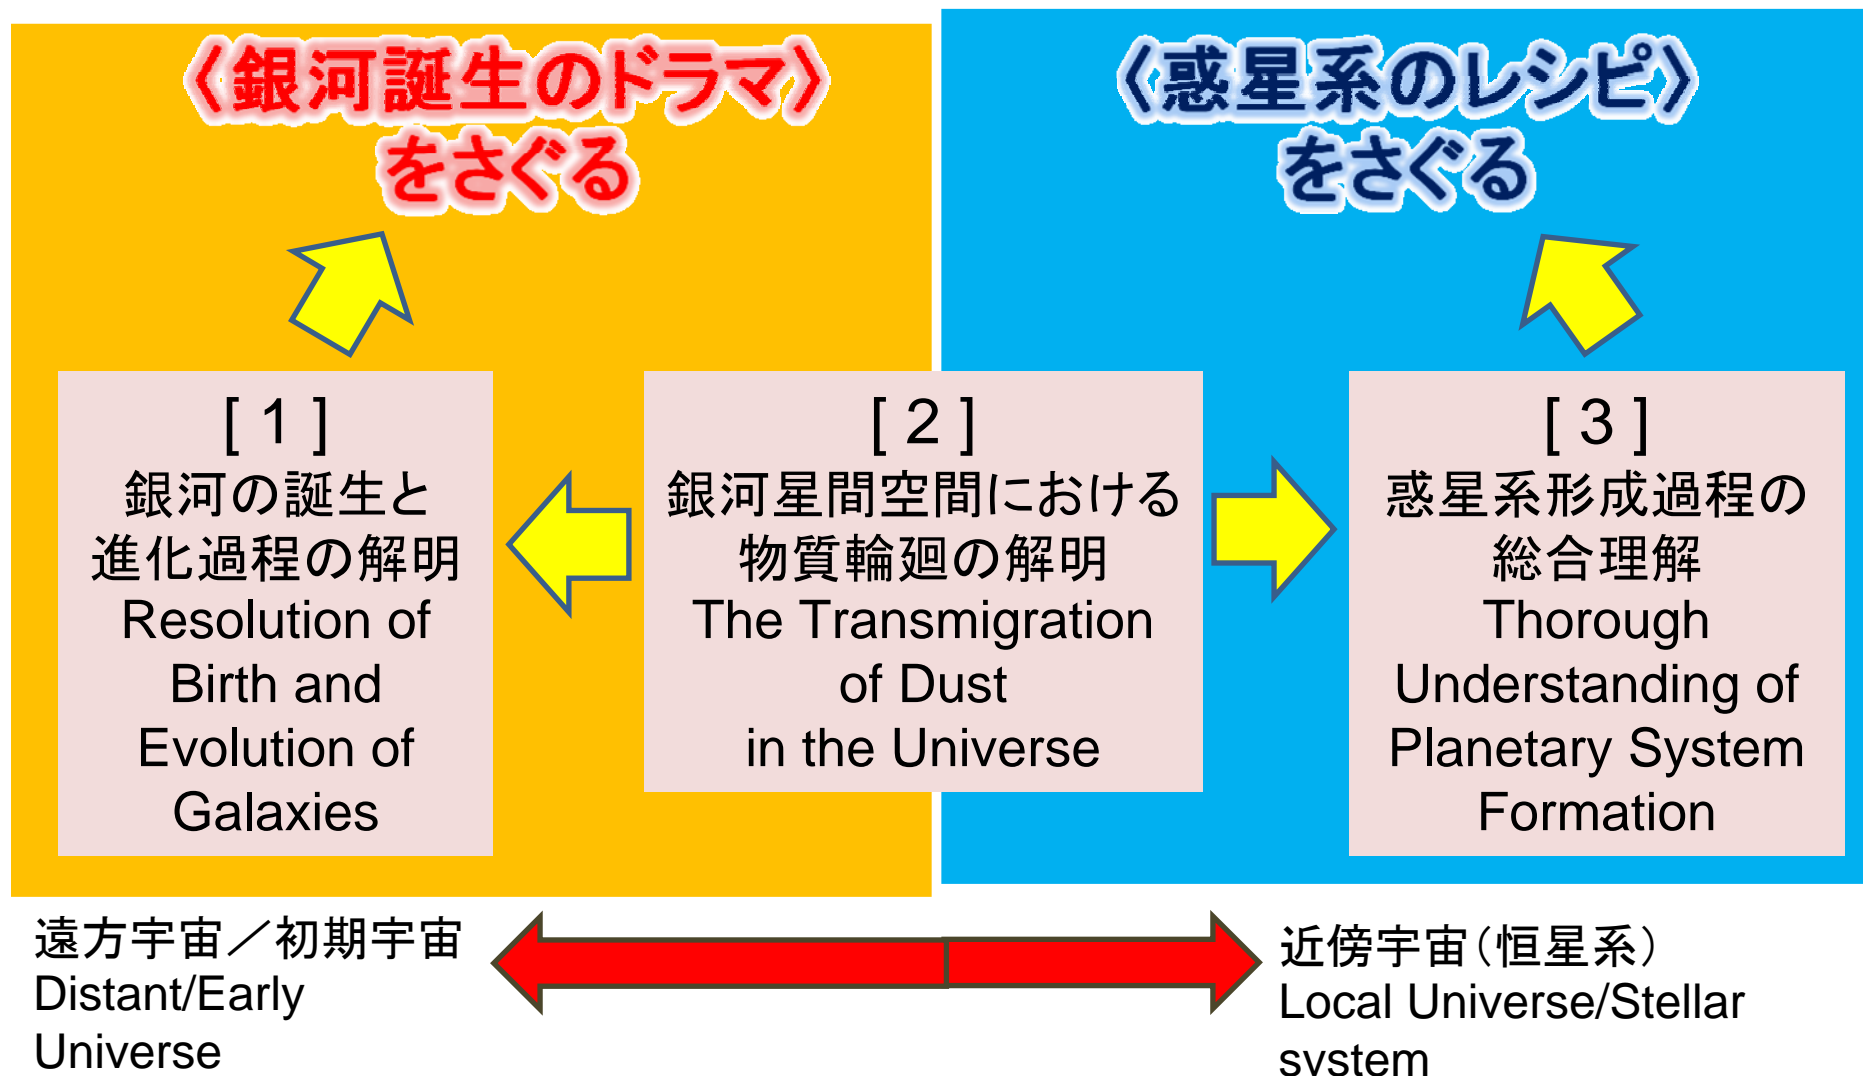 〈銀河誕生のドラマ〉
をさぐる
〈惑星系のレシピ〉
をさぐる
[ 1 ]
銀河の誕生と
進化過程の解明
Resolution of
Birth and
Evolution of
Galaxies
[ 2 ]
銀河星間空間における
物質輪廻の解明
The Transmigration
of Dust
in the Universe
[ 3 ]
惑星系形成過程の
総合理解
Thorough
Understanding of
Planetary System
Formation
遠方宇宙／初期宇宙
Distant/Early
Universe
近傍宇宙（恒星系）
Local Universe/Stellar
system